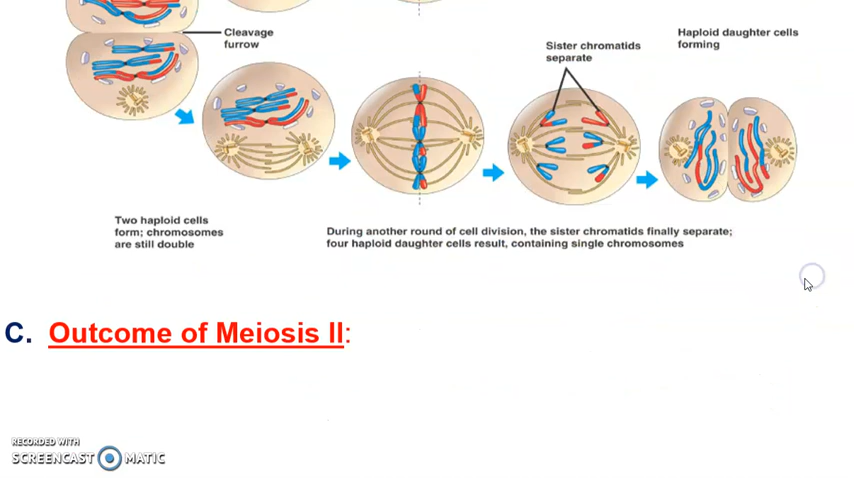 Cleavage
furrow
Sister chromatids
separate
Haploid daughter cells
forming
Two haploid cells
form; chromosomes
are still double
During another round of cell division, the sister chromatids finally separate;
four haploid daughter cells result, containing single chromosomes
C. Outcome of Meiosis II:
RECORDED WITH
SCREENCAST MATIC